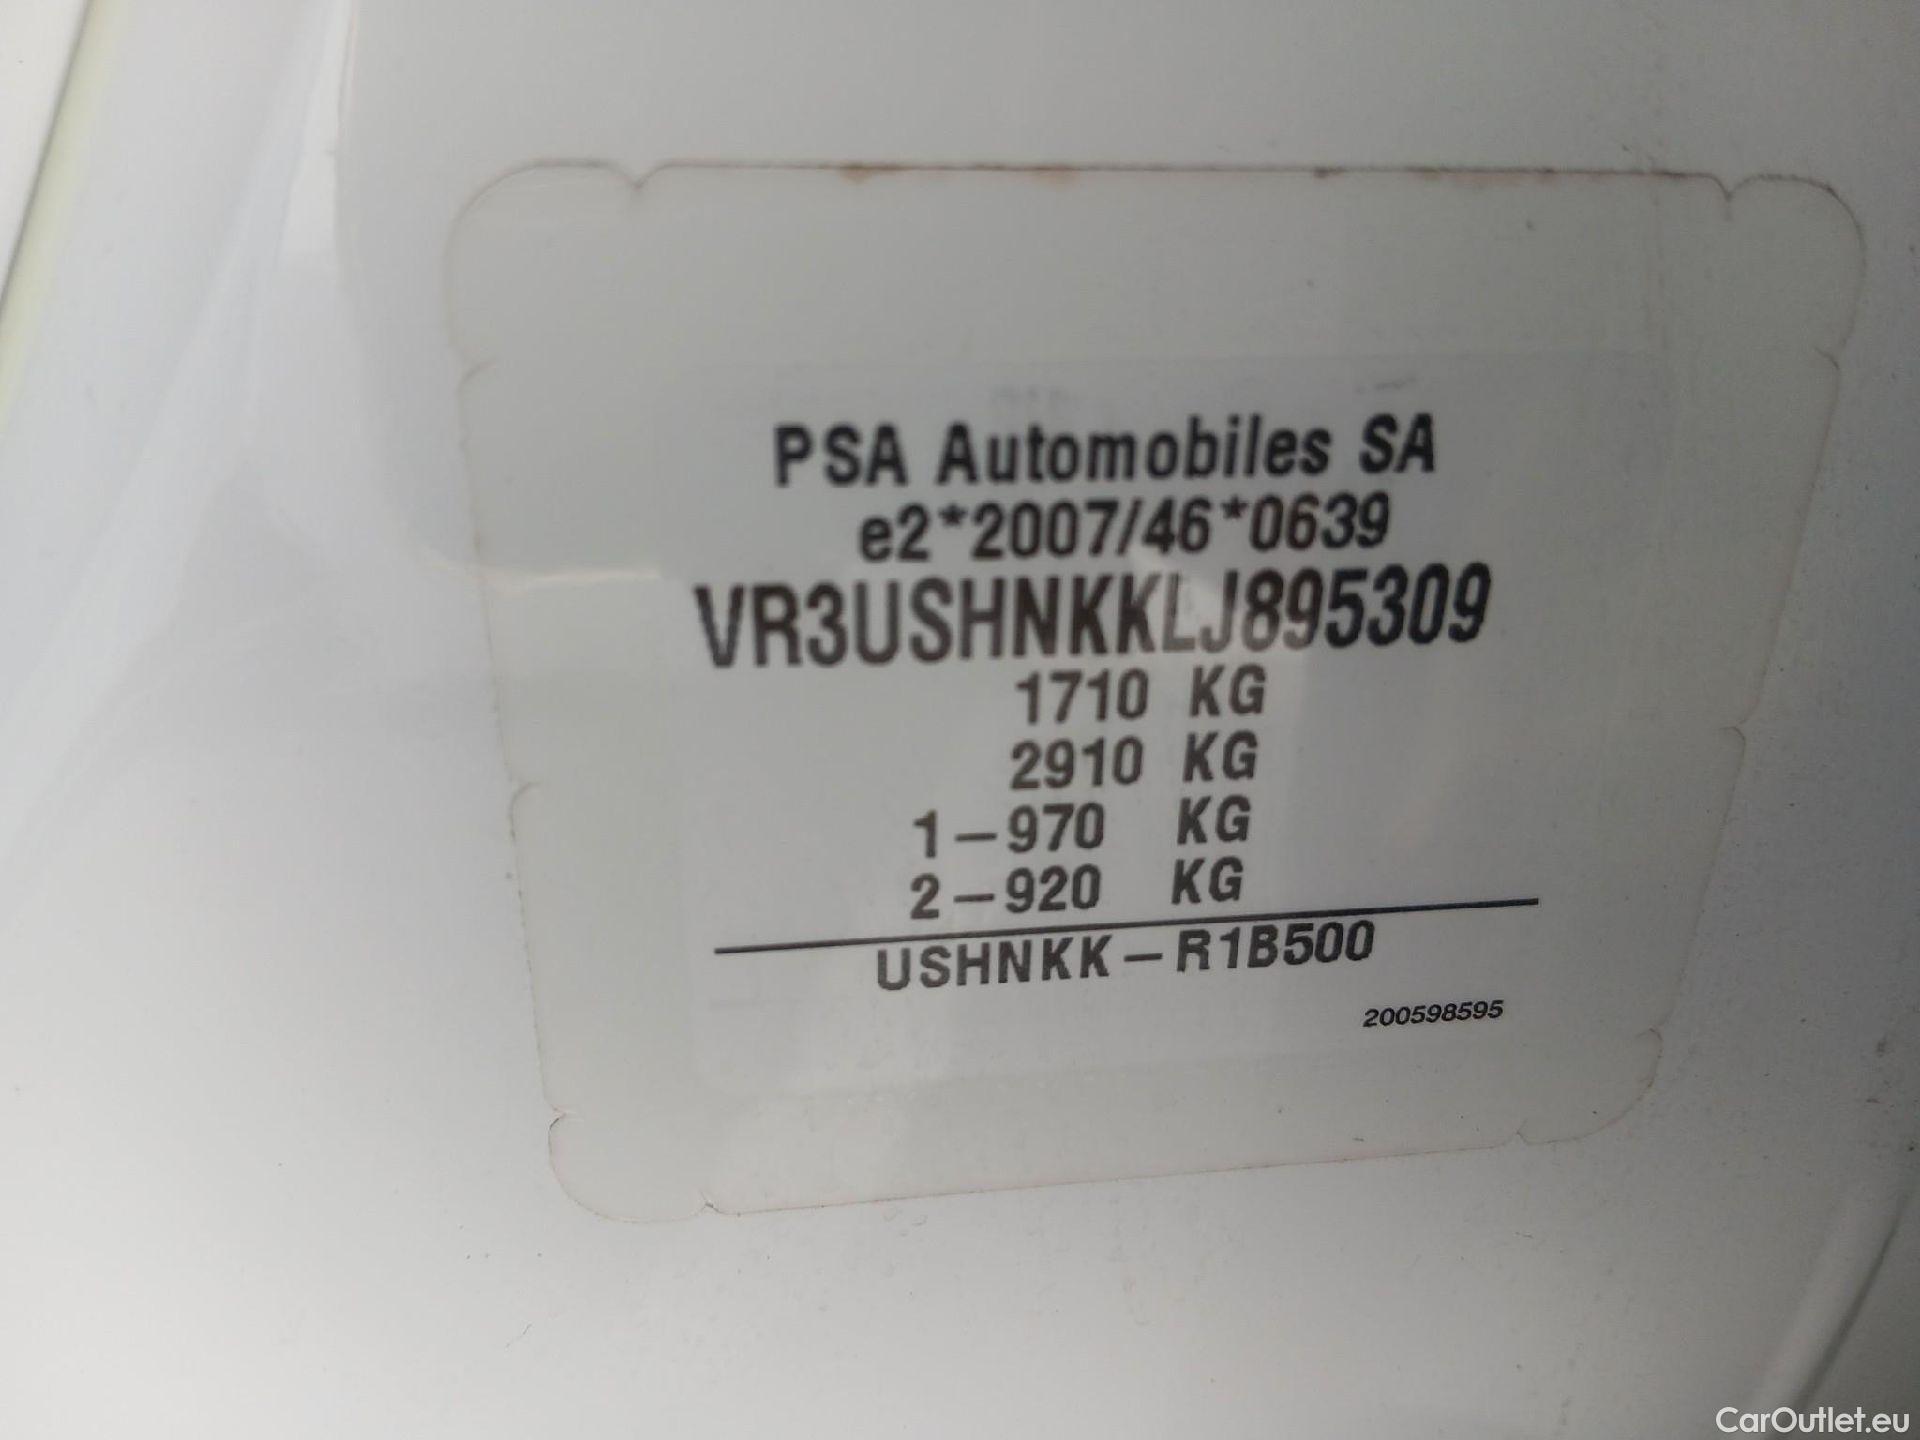 PSA Automobiles SA
e2*2007/46*0639
VR3USHNKKLJ895309
1710 KG
2910 KG
1-970 KG
2-920 KG
USHNKK-R1B500
200598595
CarOutlet.eu